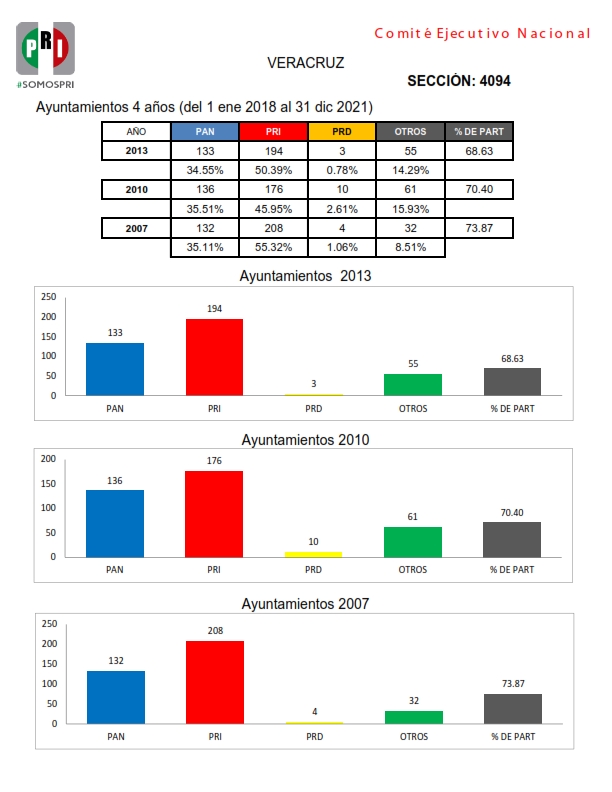 PRI
#SOMOSPRI
Comité Ejecutivo Nacional
VERACRUZ
SECCIÓN: 4094
Ayuntamientos 4 años (del 1 ene 2018 al 31 dic 2021)
AÑO PAN PRI PRD OTROS % DE PART
2013 133 194 3 55 68.63
34.55% 50.39% 0.78% 14.29%
2010 136 176 10 61 70.40
35.51% 45.95% 2.61% 15.93%
2007 132 208 4 32 73.87
35.11% 55.32% 1.06% 8.51%
Ayuntamientos 2013
250
200
150
100
50
0
133 194 3 55 68.63
PAN PRI PRD OTROS % DE PART
Ayuntamientos 2010
200
150
100
50
0
136 176 10 61 70.40
PAN PRI PRD OTROS % DE PART
Ayuntamientos 2007
250
200
150
100
50
0
132 208 4 32 73.87
PAN PRI PRD OTROS % DE PART